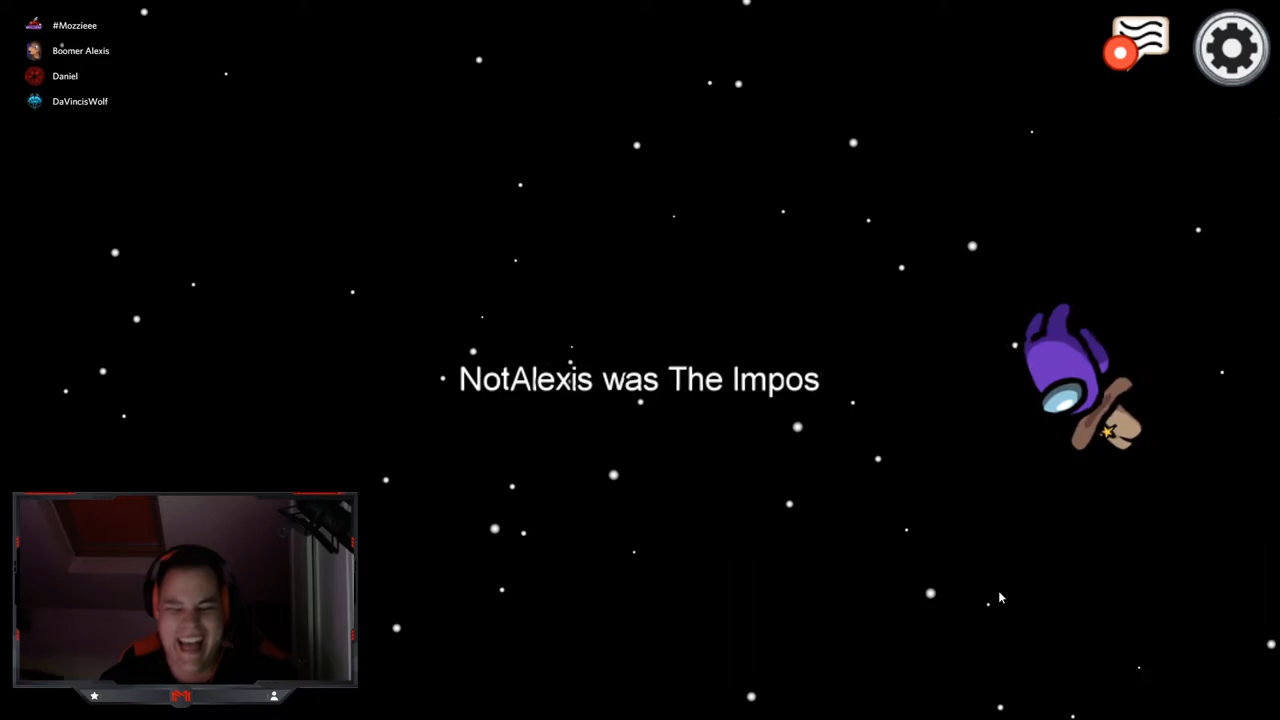 #Mozzieee
Boomer Alexis
Daniel
DaVincisWolf
NotAlexis was The Impos